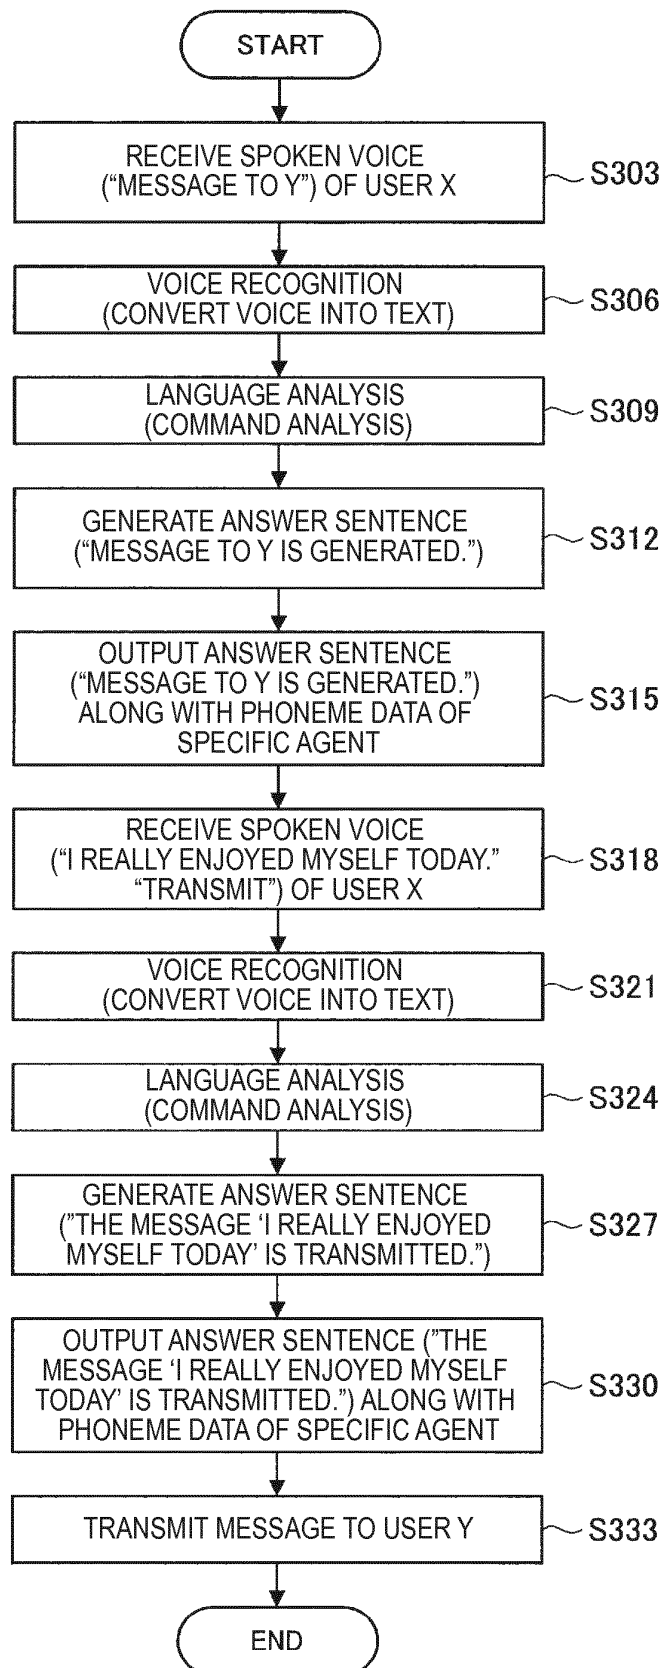 START
RECEIVE SPOKEN VOICE
(“MESSAGE TO Y”) OF USER X
S303
VOICE RECOGNITION
(CONVERT VOICE INTO TEXT)
S306
LANGUAGE ANALYSIS
(COMMAND ANALYSIS)
S309
GENERATE ANSWER SENTENCE
(“MESSAGE TO Y IS GENERATED.”)
S312
OUTPUT ANSWER SENTENCE
(“MESSAGE TO Y IS GENERATED.”)
ALONG WITH PHONEME DATA OF
SPECIFIC AGENT
S315
RECEIVE SPOKEN VOICE
(“I REALLY ENJOYED MYSELF TODAY.”
“TRANSMIT”) OF USER X
S318
VOICE RECOGNITION
(CONVERT VOICE INTO TEXT)
S321
LANGUAGE ANALYSIS
(COMMAND ANALYSIS)
S324
GENERATE ANSWER SENTENCE
(”THE MESSAGE ‘I REALLY ENJOYED
MYSELF TODAY’ IS TRANSMITTED.”)
S327
OUTPUT ANSWER SENTENCE (”THE
MESSAGE ‘I REALLY ENJOYED MYSELF
TODAY’ IS TRANSMITTED.”) ALONG WITH
PHONEME DATA OF SPECIFIC AGENT
S330
TRANSMIT MESSAGE TO USER Y
S333
END